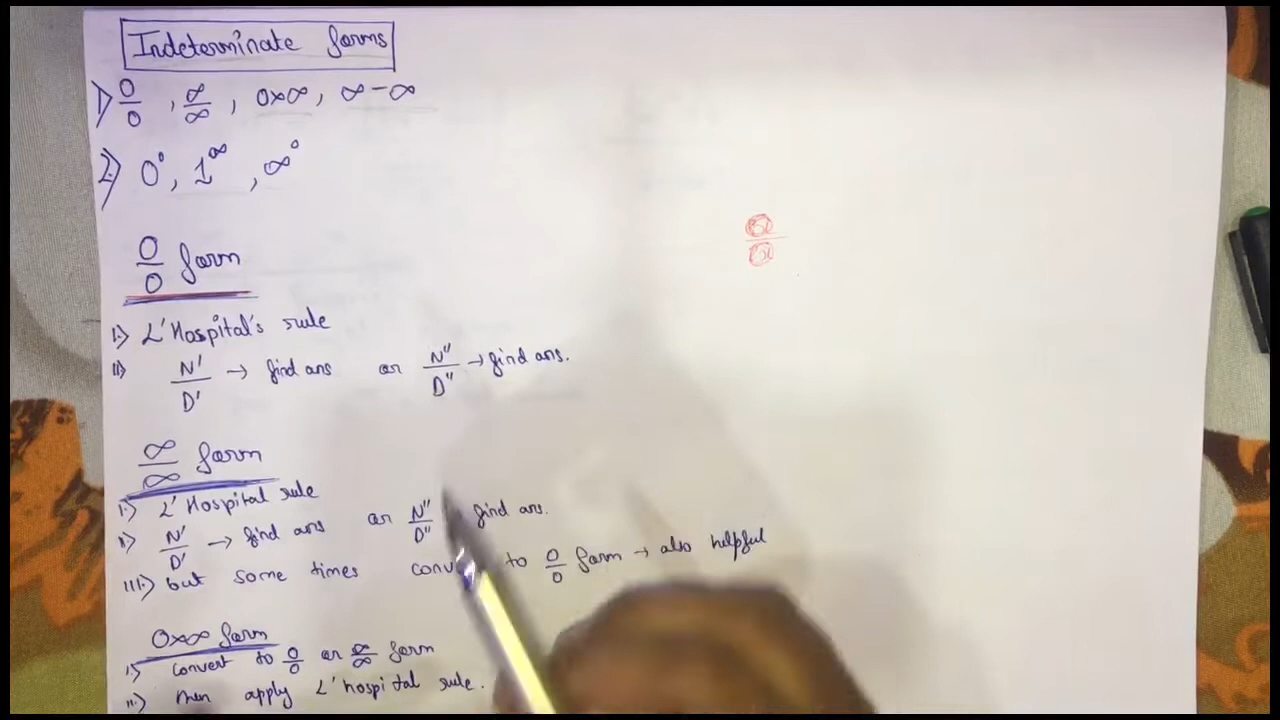 Indeterminate forms
1) 0/0 , ∞/∞ , 0×∞, ∞-∞
2) 0⁰, 1^∞ , ∞⁰
0/0 form
I.) L'Hospital's rule
II) N'/D' → find ans or N''/D'' → find ans.
∞/∞ form
I.) L'Hospital rule
II) N'/D' → find ans or N''/D'' find ans.
III.) but some times to 0/0 form → also helpful
0×∞ form
I.) convert to 0/0 or ∞/∞ form
II.) then apply L'hospital rule.